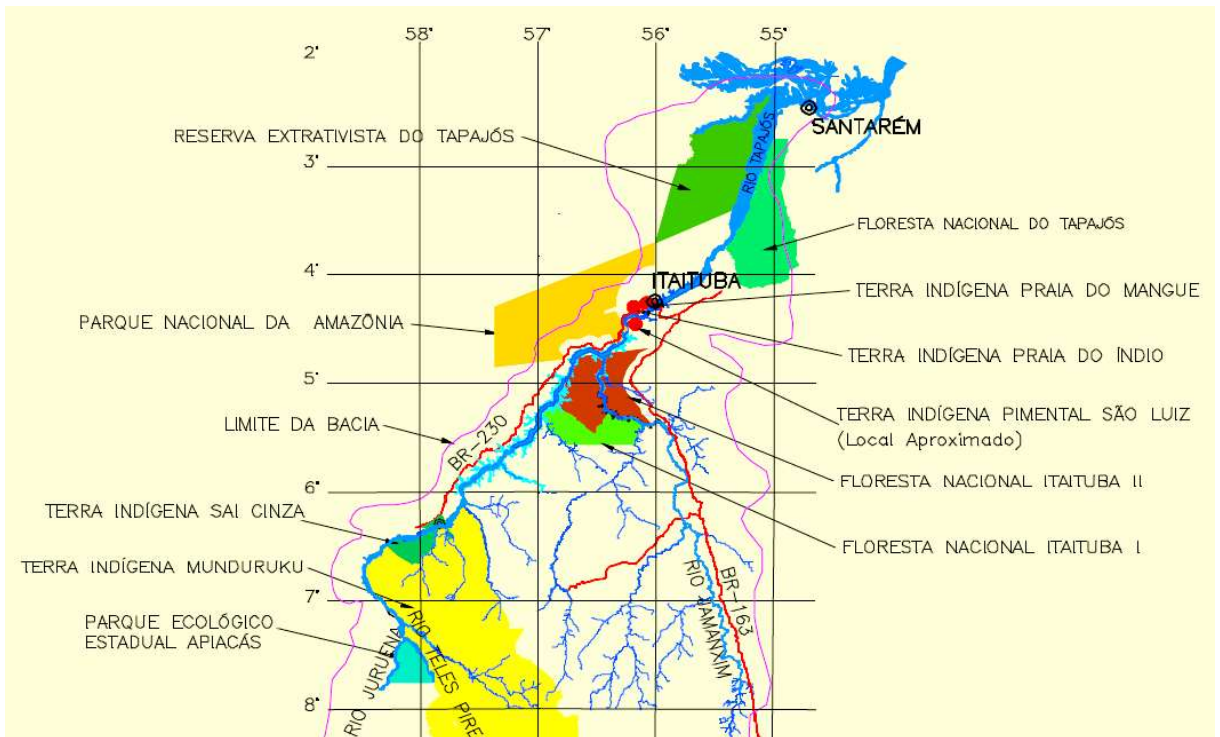 58° 57° 56° 55°
2°
SANTARÉM
RIO TAPAJÓS
RESERVA EXTRATIVISTA DO TAPAJÓS
3°
FLORESTA NACIONAL DO TAPAJÓS
4°
ITAITUBA
TERRA INDÍGENA PRAIA DO MANGUE
PARQUE NACIONAL DA AMAZÔNIA
TERRA INDÍGENA PRAIA DO ÍNDIO
5°
TERRA INDÍGENA PIMENTAL SÃO LUIZ
(Local Aproximado)
LIMITE DA BACIA
BR-230
FLORESTA NACIONAL ITAITUBA II
6°
TERRA INDÍGENA SAI CINZA
FLORESTA NACIONAL ITAITUBA I
TERRA INDÍGENA MUNDURUKU
7°
BR-163
RIO JAMANXIM
PARQUE ECOLÓGICO
ESTADUAL APIACÁS
RIO JURUENA
RIO TELES PIRE
8°